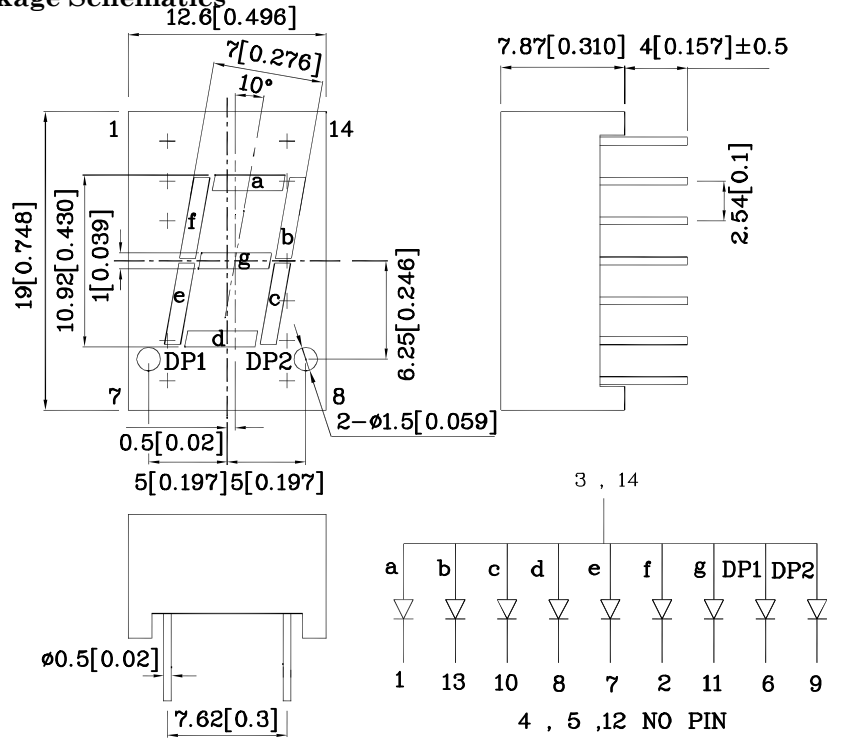 kage Schematics
12.6[0.496]
7[0.276]
10°
7.87[0.310] 4[0.157]±0.5
1 14
a
f
b
g
e
c
d
DP1 DP2
7 8
19[0.748]
10.92[0.430]
1[0.039]
6.25[0.246]
2.54[0.1]
2-ø1.5[0.059]
0.5[0.02]
5[0.197] 5[0.197]
3 , 14
a b c d e f g DP1 DP2
1 13 10 8 7 2 11 6 9
4 , 5 ,12 NO PIN
ø0.5[0.02]
7.62[0.3]